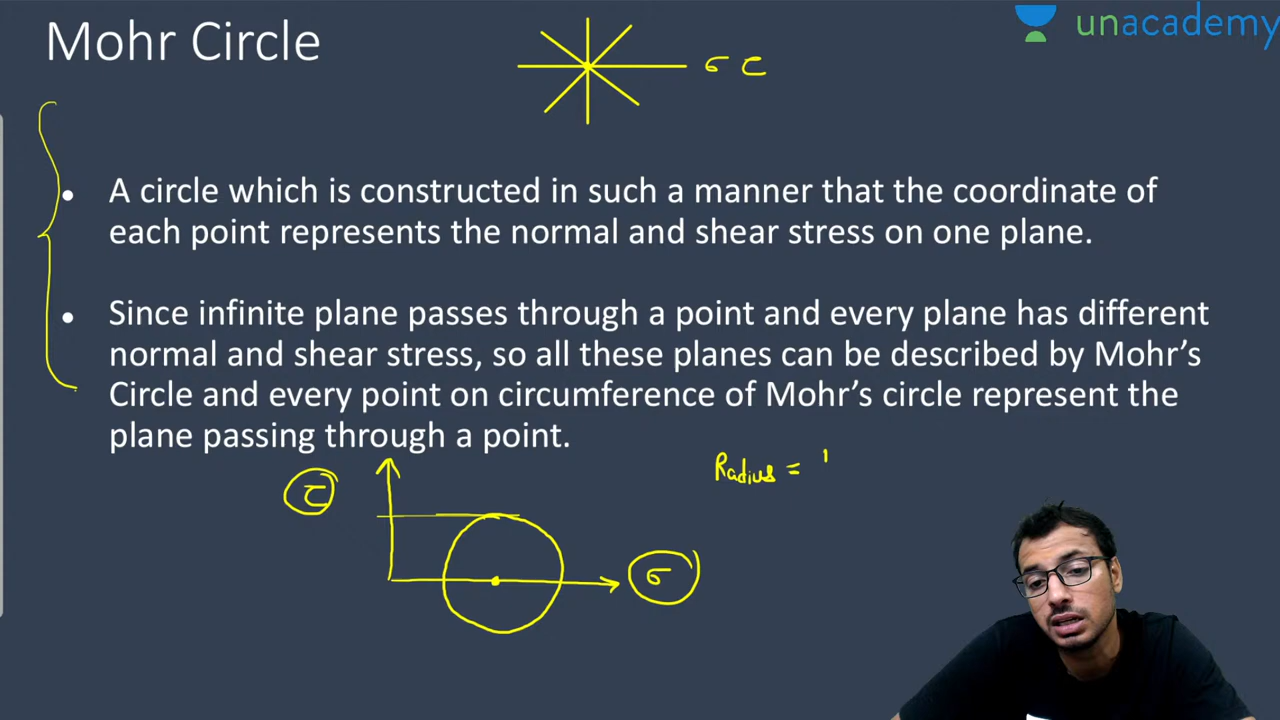 Mohr Circle
unacademy
σ τ
• A circle which is constructed in such a manner that the coordinate of
each point represents the normal and shear stress on one plane.
• Since infinite plane passes through a point and every plane has different
normal and shear stress, so all these planes can be described by Mohr’s
Circle and every point on circumference of Mohr’s circle represent the
plane passing through a point.
τ
Radius =
σ